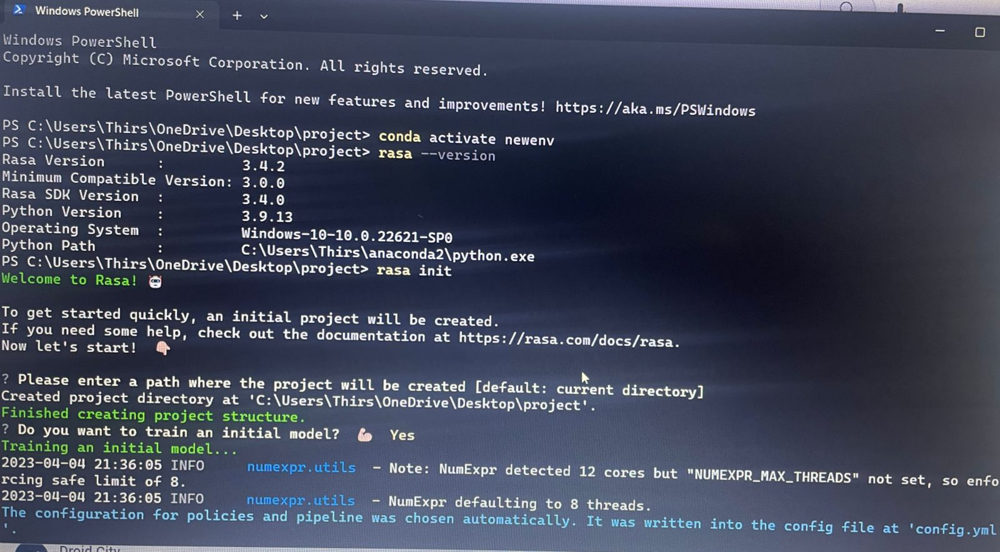 Windows PowerShell
Windows PowerShell
Copyright (C) Microsoft Corporation. All rights reserved.
Install the latest PowerShell for new features and improvements! https://aka.ms/PSWindows
PS C:\Users\Thirs\OneDrive\Desktop\project> conda activate newenv
PS C:\Users\Thirs\OneDrive\Desktop\project> rasa --version
Rasa Version      :         3.4.2
Minimum Compatible Version: 3.0.0
Rasa SDK Version  :         3.4.0
Python Version    :         3.9.13
Operating System  :         Windows-10-10.0.22621-SP0
Python Path       :         C:\Users\Thirs\anaconda2\python.exe
PS C:\Users\Thirs\OneDrive\Desktop\project> rasa init
Welcome to Rasa! 🤖
To get started quickly, an initial project will be created.
If you need some help, check out the documentation at https://rasa.com/docs/rasa.
Now let's start! 👇🏽
? Please enter a path where the project will be created [default: current directory]
Created project directory at 'C:\Users\Thirs\OneDrive\Desktop\project'.
Finished creating project structure.
? Do you want to train an initial model? 💪🏽 Yes
Training an initial model...
2023-04-04 21:36:05 INFO     numexpr.utils  - Note: NumExpr detected 12 cores but "NUMEXPR_MAX_THREADS" not set, so enfo
rcing safe limit of 8.
2023-04-04 21:36:05 INFO     numexpr.utils  - NumExpr defaulting to 8 threads.
The configuration for policies and pipeline was chosen automatically. It was written into the config file at 'config.yml
'.
Droid City